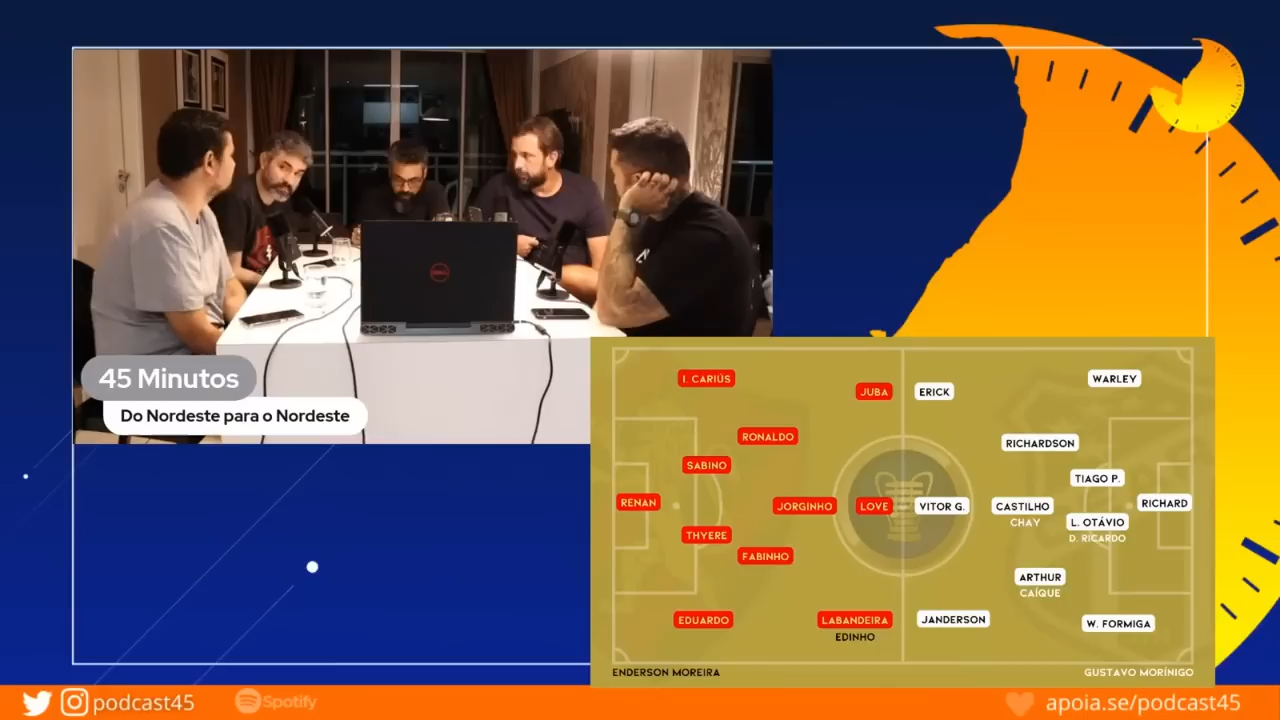 45 Minutos
Do Nordeste para o Nordeste
DELL
I. CARIÚS
JUBA
ERICK
WARLEY
RONALDO
RICHARDSON
SABINO
TIAGO P.
RENAN
JORGINHO
LOVE
VITOR G.
CASTILHO
CHAY
RICHARD
L. OTÁVIO
D. RICARDO
THYERE
FABINHO
ARTHUR
CAÍQUE
EDUARDO
LABANDEIRA
EDINHO
JANDERSON
W. FORMIGA
ENDERSON MOREIRA
GUSTAVO MORÍNIGO
podcast45
Spotify
apoia.se/podcast45